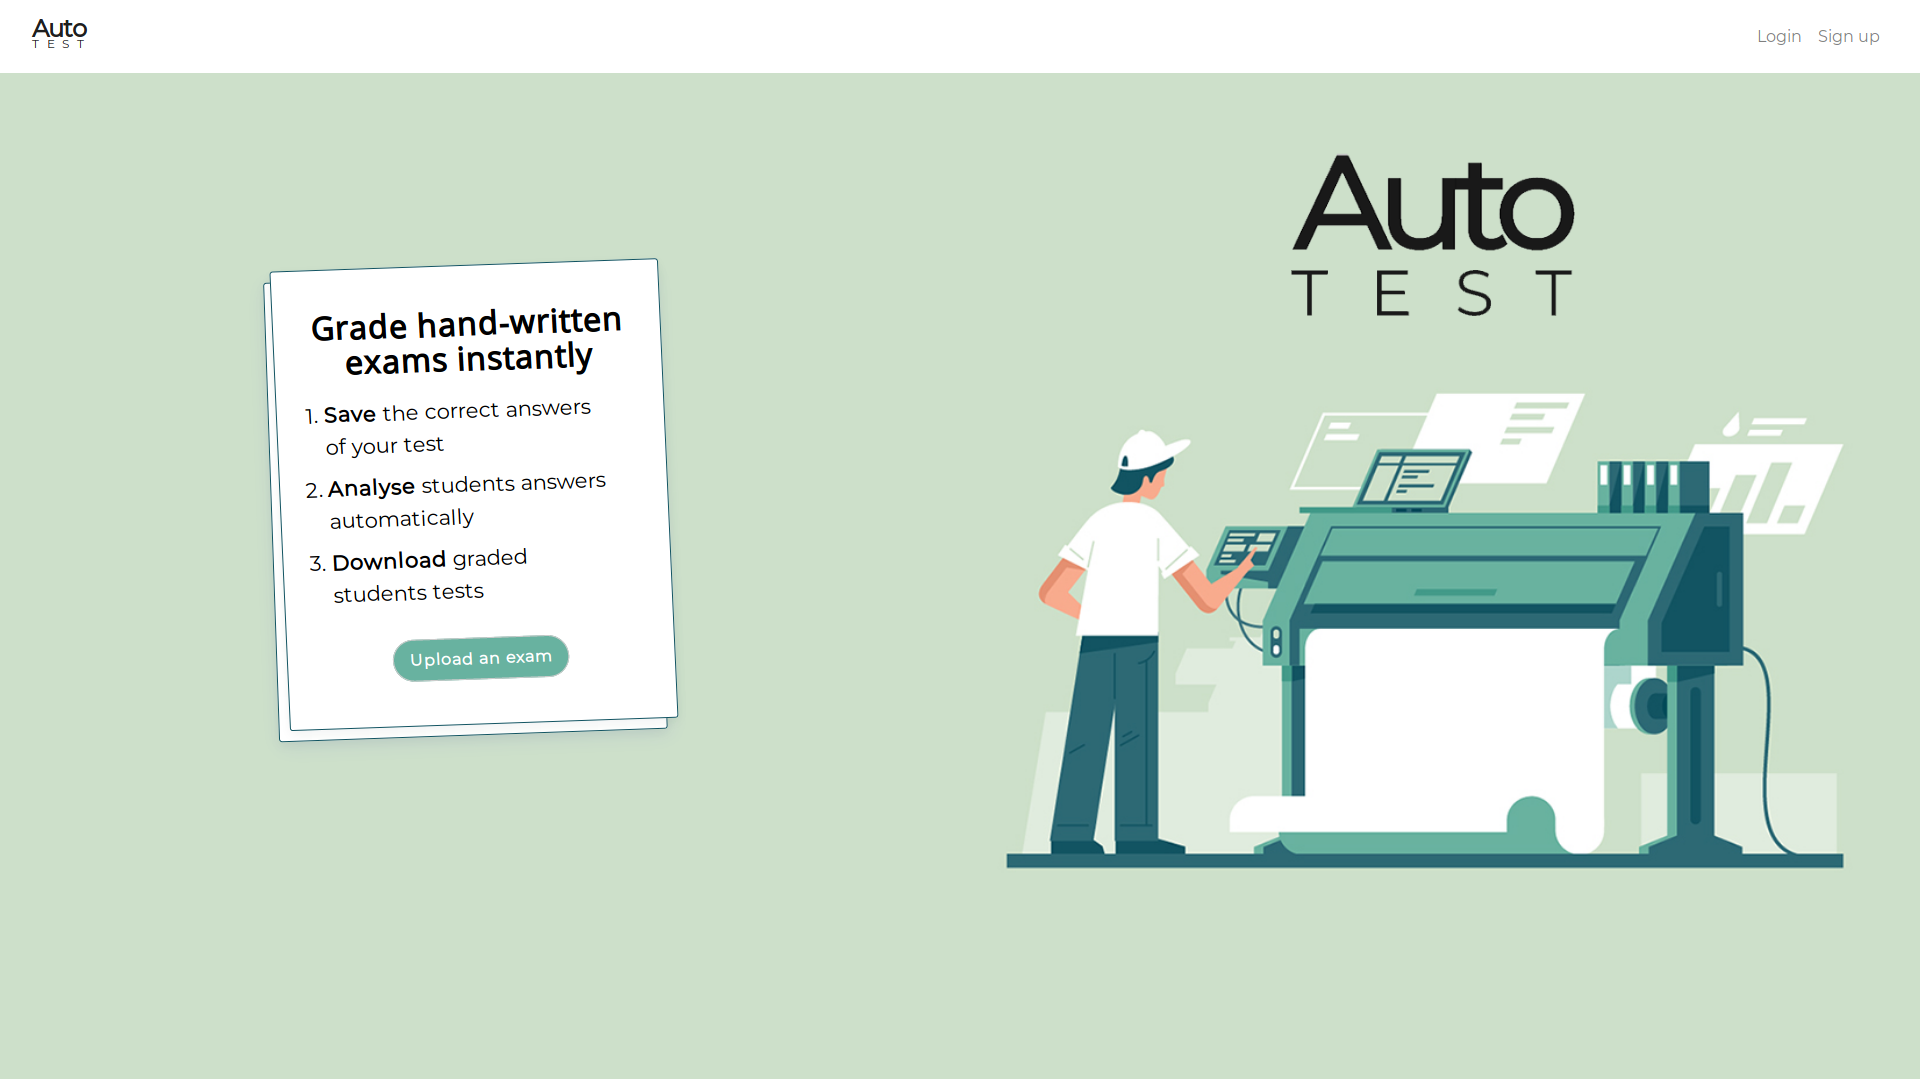 Auto
TEST
Login
Sign up
Grade hand-written
exams instantly
1. Save the correct answers
of your test
2. Analyse students answers
automatically
3. Download graded
students tests
Upload an exam
Auto
TEST